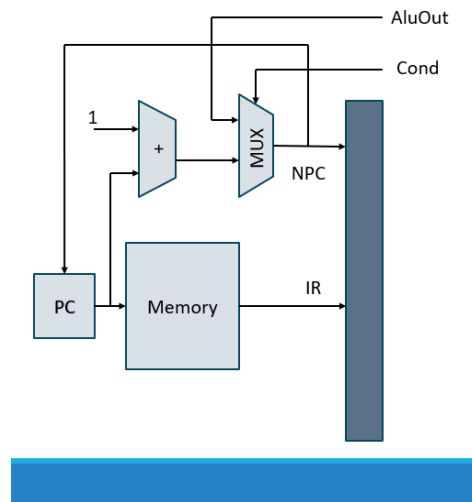 AluOut
Cond
1
+
MUX
NPC
PC
Memory
IR